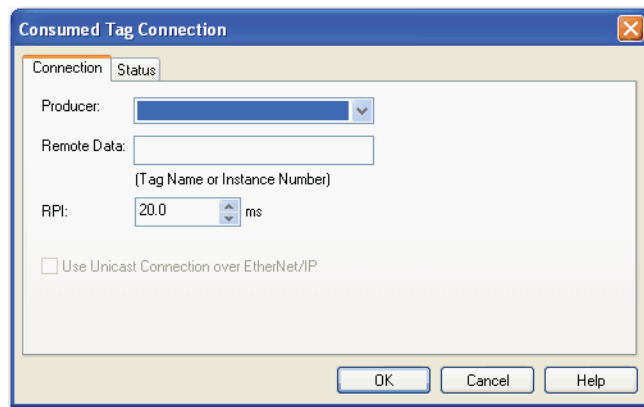 Consumed Tag Connection
Connection Status
Producer:
Remote Data:
(Tag Name or Instance Number)
RPI: 20.0 ms
Use Unicast Connection over EtherNet/IP
OK Cancel Help